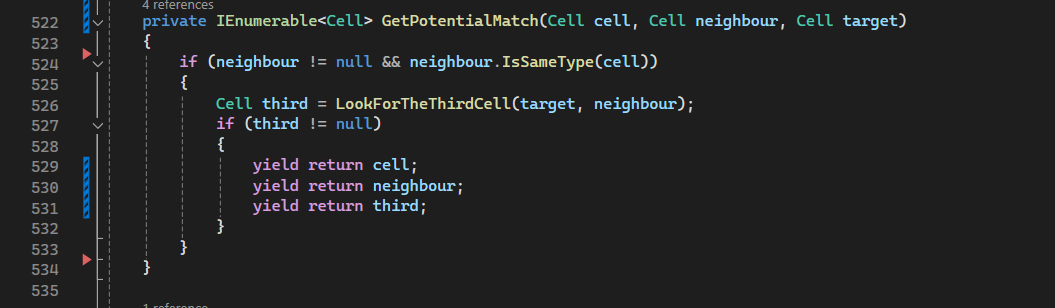 4 references
522 private IEnumerable<Cell> GetPotentialMatch(Cell cell, Cell neighbour, Cell target)
523 {
524 if (neighbour != null && neighbour.IsSameType(cell))
525 {
526 Cell third = LookForTheThirdCell(target, neighbour);
527 if (third != null)
528 {
529 yield return cell;
530 yield return neighbour;
531 yield return third;
532 }
533 }
534 }
535
1 reference